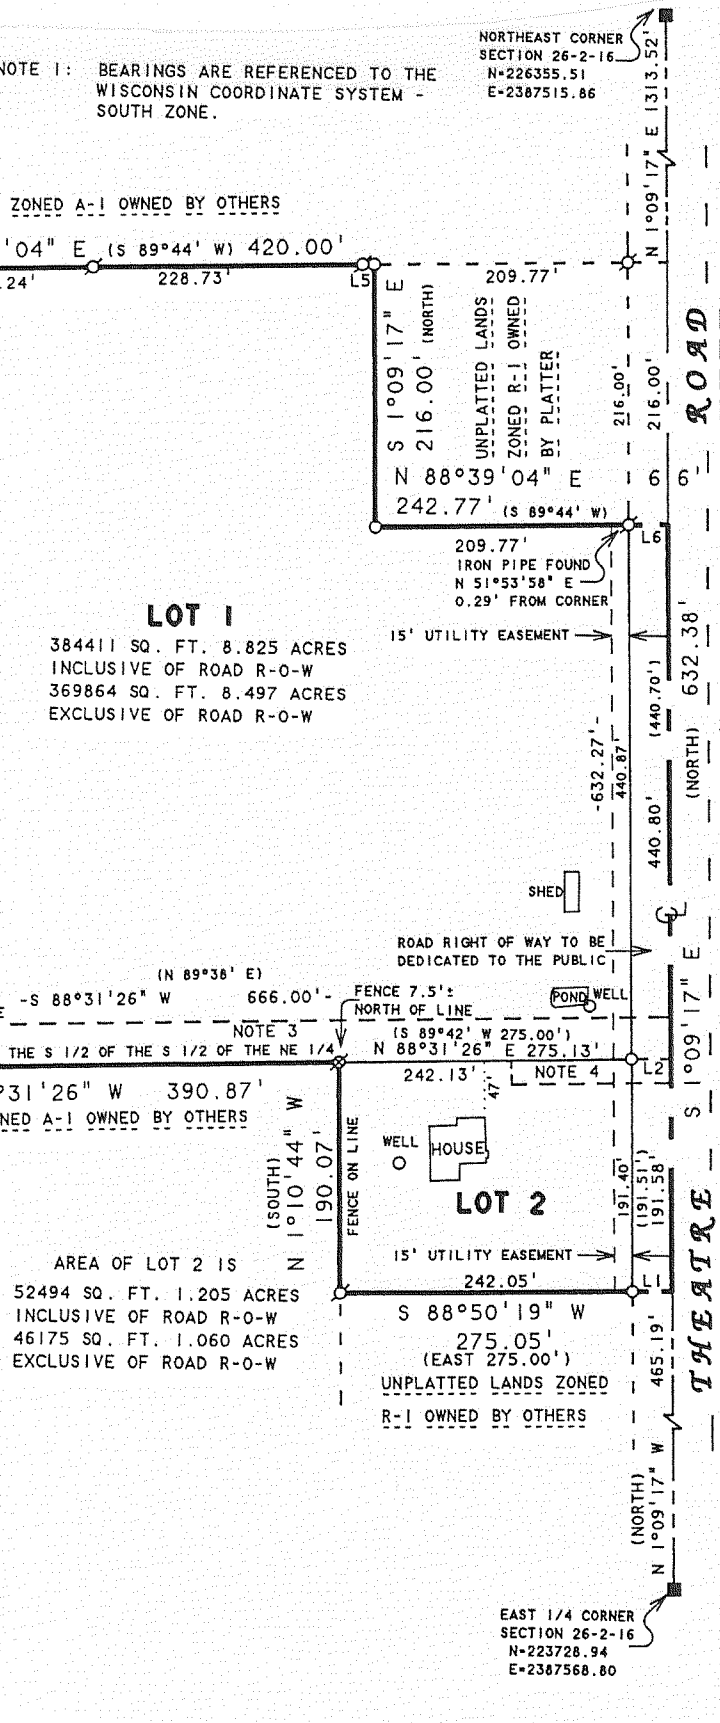 NORTHEAST CORNER
SECTION 26-2-16
N=226355.51
E=2387515.86
NOTE 1: BEARINGS ARE REFERENCED TO THE
WISCONSIN COORDINATE SYSTEM -
SOUTH ZONE.
N 1°09'17" E 1313.52'
ZONED A-1 OWNED BY OTHERS
'04" E (S 89°44' W) 420.00'
.24'
228.73'
L5
209.77'
S 1°09'17" E
216.00' (NORTH)
UNPLATTED LANDS
ZONED R-1 OWNED
BY PLATTER
216.00'
216.00'
ROAD
N 88°39'04" E
242.77' (S 89°44' W)
6 6'
L6
209.77'
IRON PIPE FOUND
N 51°53'58" E
0.29' FROM CORNER
LOT 1
384411 SQ. FT. 8.825 ACRES
INCLUSIVE OF ROAD R-O-W
369864 SQ. FT. 8.497 ACRES
EXCLUSIVE OF ROAD R-O-W
15' UTILITY EASEMENT
-632.27'-
440.87'
(440.70')
440.80'
(NORTH) 632.38'
SHED
CL
ROAD RIGHT OF WAY TO BE
DEDICATED TO THE PUBLIC
S 1°09'17" E
(N 89°38' E)
-S 88°31'26" W 666.00'-
FENCE 7.5'±
NORTH OF LINE
POND
WELL
E
NOTE 3
(S 89°42' W 275.00')
THE S 1/2 OF THE S 1/2 OF THE NE 1/4
N 88°31'26" E 275.13'
242.13'
NOTE 4
L2
°31'26" W 390.87'
NED A-1 OWNED BY OTHERS
47'
(SOUTH)
N 1°10'44" W
190.07'
FENCE ON LINE
WELL
HOUSE
LOT 2
191.40'
(191.51')
191.58'
THEATRE
AREA OF LOT 2 IS
52494 SQ. FT. 1.205 ACRES
INCLUSIVE OF ROAD R-O-W
46175 SQ. FT. 1.060 ACRES
EXCLUSIVE OF ROAD R-O-W
15' UTILITY EASEMENT
242.05'
L1
S 88°50'19" W
275.05'
(EAST 275.00')
UNPLATTED LANDS ZONED
R-1 OWNED BY OTHERS
465.19'
(NORTH)
N 1°09'17" W
EAST 1/4 CORNER
SECTION 26-2-16
N=223728.94
E=2387568.80